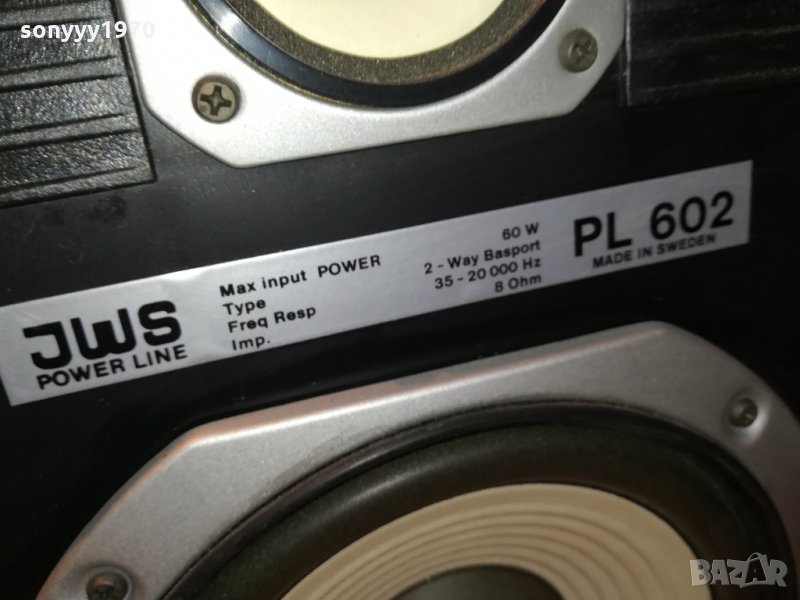 sonyyy1970
JWS
POWER LINE
Max input POWER 60 W
Type 2 - Way Basport
Freq Resp 35 - 20 000 Hz
Imp. 8 Ohm
PL 602
MADE IN SWEDEN
BAZAR